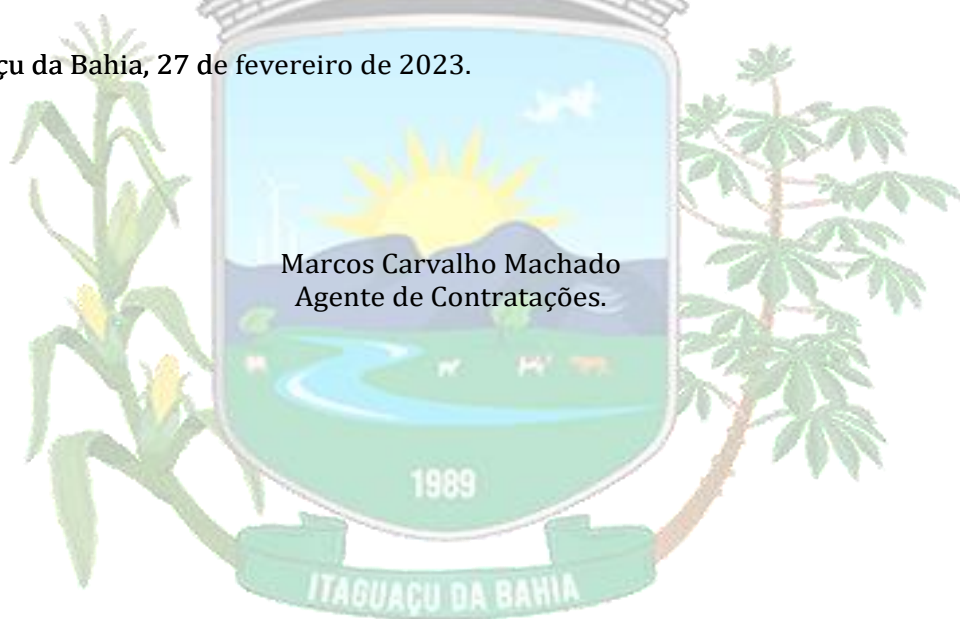 çu da Bahia, 27 de fevereiro de 2023.
Marcos Carvalho Machado
Agente de Contratações.
1989
ITAGUAÇU DA BAHIA